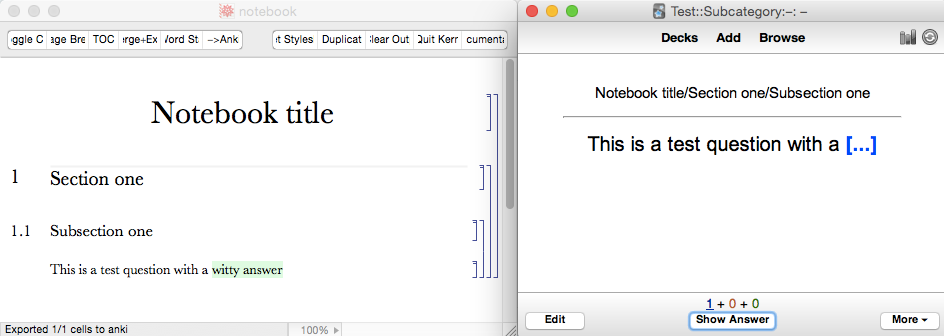 notebook
ggle C age Bre TOC erge+Ex Word St ->Ank t Styles Duplicat lear Out Quit Kerr cumenta
Notebook title
1 Section one
1.1 Subsection one
This is a test question with a witty answer
Exported 1/1 cells to anki 100%
Test::Subcategory:–: –
Decks Add Browse
Notebook title/Section one/Subsection one
This is a test question with a [...]
1 + 0 + 0
Edit Show Answer More